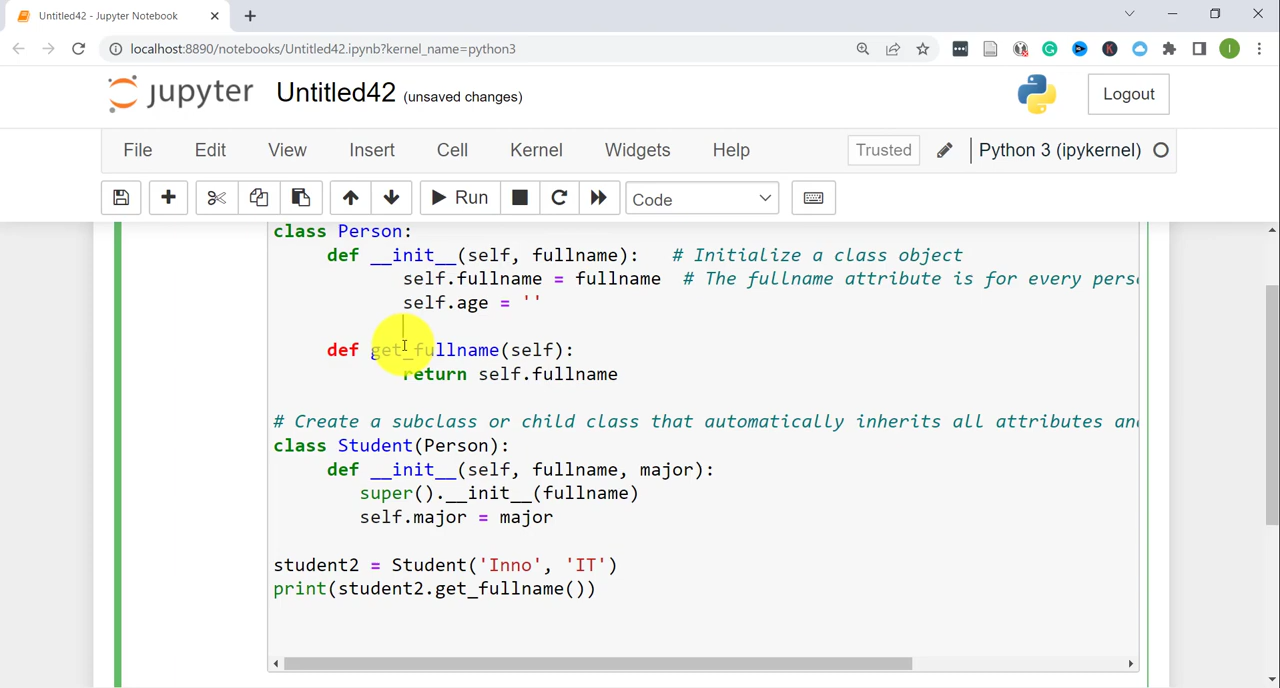 Untitled42 - Jupyter Notebook
localhost:8890/notebooks/Untitled42.ipynb?kernel_name=python3
K
I
jupyter Untitled42 (unsaved changes)
Logout
File Edit View Insert Cell Kernel Widgets Help Trusted Python 3 (ipykernel)
Run Code
class Person:
    def __init__(self, fullname):   # Initialize a class object
        self.fullname = fullname  # The fullname attribute is for every perso
        self.age = ''
    def get_fullname(self):
        return self.fullname
# Create a subclass or child class that automatically inherits all attributes an
class Student(Person):
    def __init__(self, fullname, major):
        super().__init__(fullname)
        self.major = major
student2 = Student('Inno', 'IT')
print(student2.get_fullname())